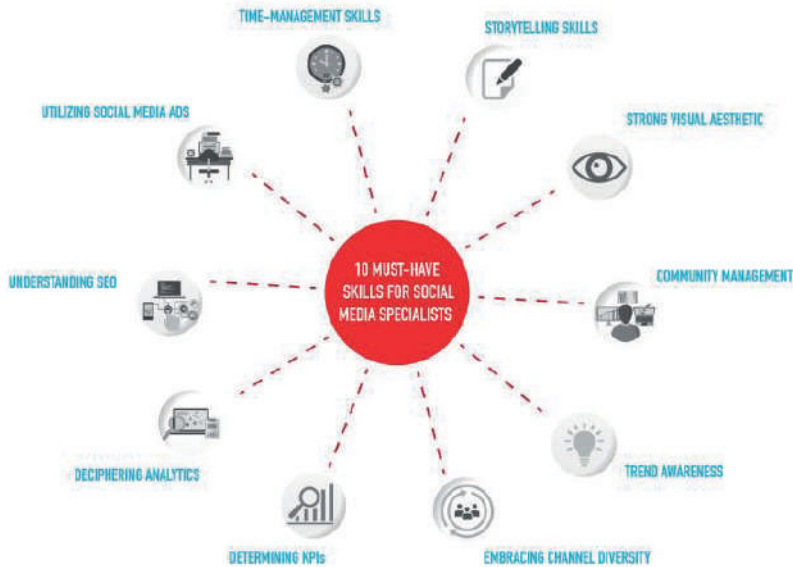 TIME-MANAGEMENT SKILLS
STORYTELLING SKILLS
UTILIZING SOCIAL MEDIA ADS
STRONG VISUAL AESTHETIC
10 MUST-HAVE
SKILLS FOR SOCIAL
MEDIA SPECIALISTS
UNDERSTANDING SEO
COMMUNITY MANAGEMENT
DECIPHERING ANALYTICS
TREND AWARENESS
DETERMINING KPIs
EMBRACING CHANNEL DIVERSITY